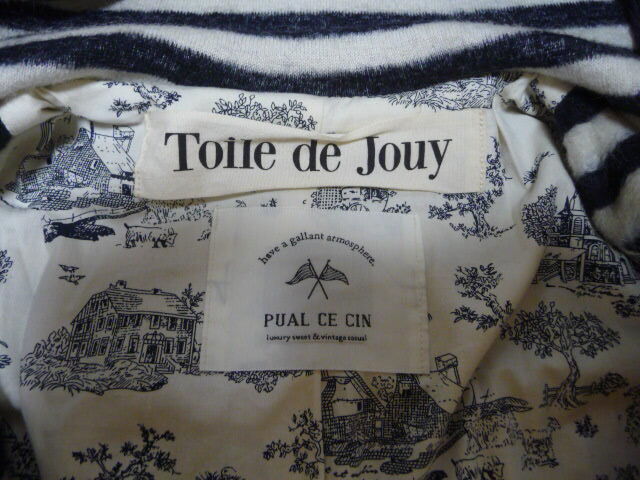 Toile de Jouy
have a gallant atmosphere.
PUAL CE CIN
luxury sweet & vintage casual